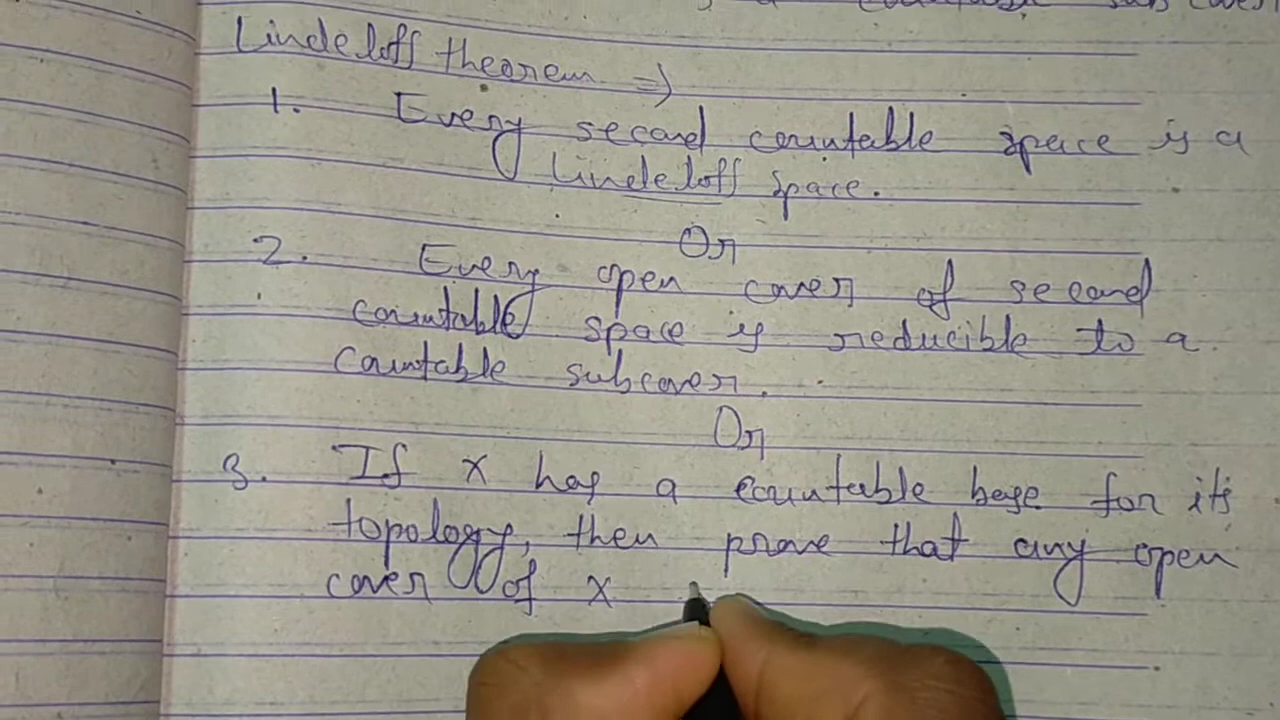 a countable subcover
Lindeloff theorem ⇒
1. Every second countable space is a
Lindeloff space.
Or
2. Every open cover of second
countable space is reducible to a
countable subcover.
Or
3. If X has a countable base for its
topology, then prove that any open
cover of X